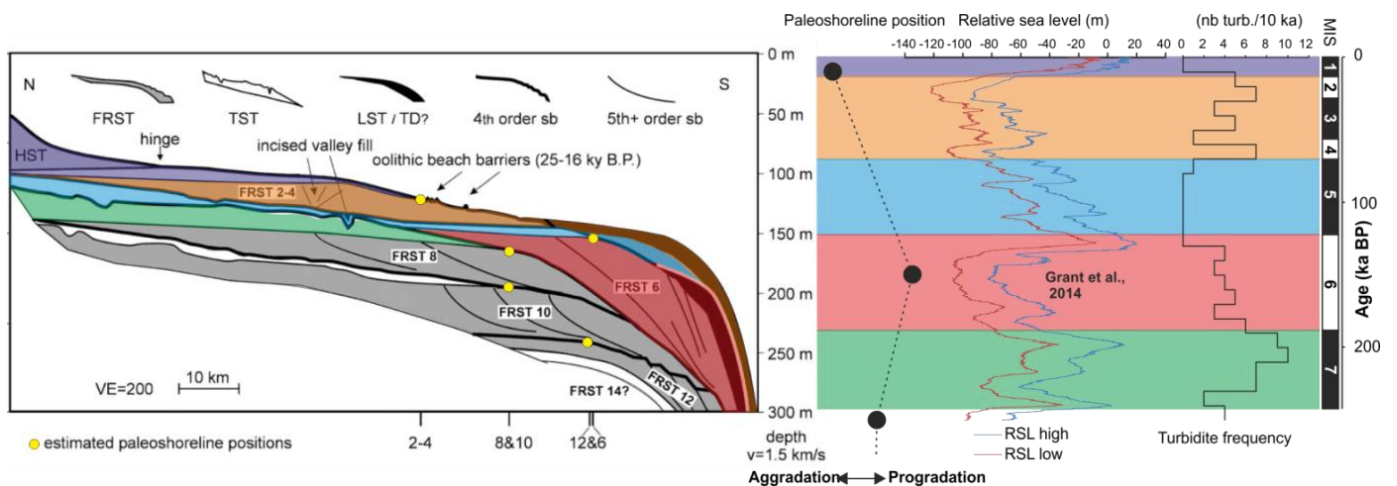 Paleoshoreline position
Relative sea level (m)
(nb turb./10 ka)
MIS
-140 -120 -100 -80 -60 -40 -20 0 20 40
0 2 4 6 8 10 12
0 m
50 m
100 m
150 m
200 m
250 m
300 m
N
S
FRST
TST
LST / TD?
4th order sb
5th+ order sb
hinge
incised valley fill
oolithic beach barriers (25-16 ky B.P.)
HST
FRST 2-4
FRST 8
FRST 6
FRST 10
FRST 12
FRST 14?
VE=200
10 km
estimated paleoshoreline positions
2-4
8&10
12&6
depth
v=1.5 km/s
Aggradation
Progradation
Grant et al.,
2014
RSL high
RSL low
Turbidite frequency
1
2
3
4
5
6
7
0
100
200
Age (ka BP)